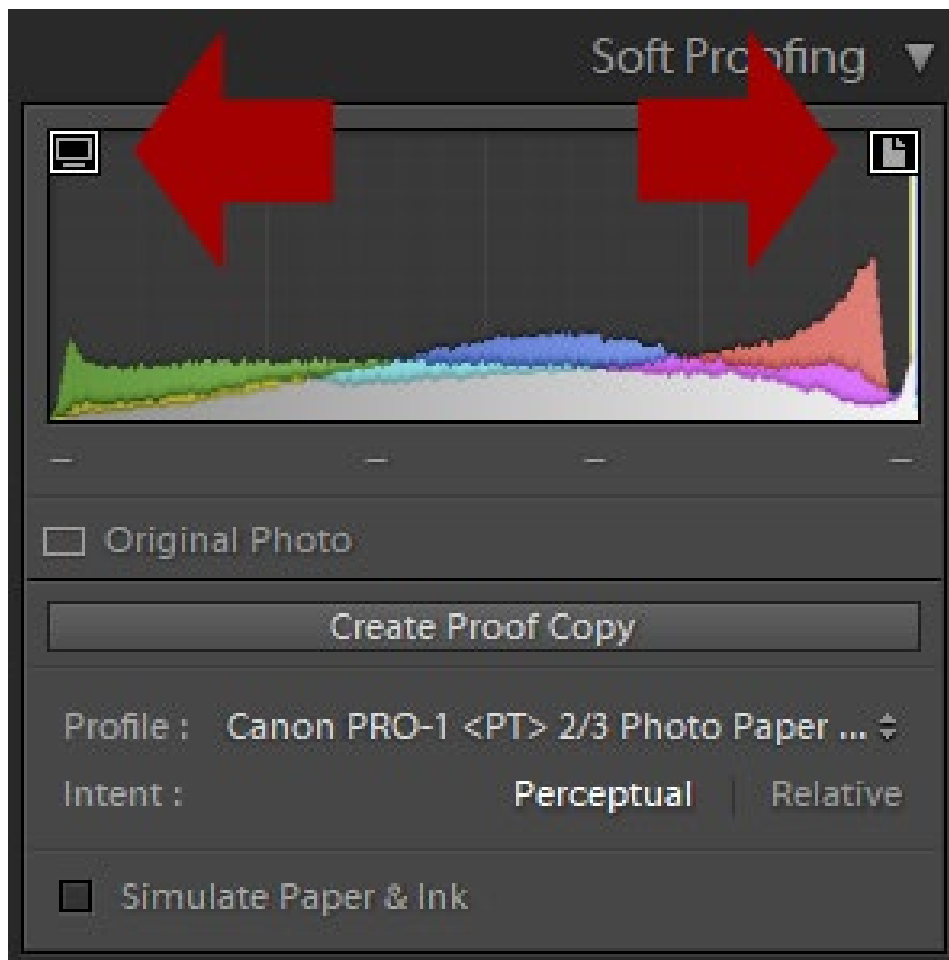 Soft Proofing
Original Photo
Create Proof Copy
Profile : Canon PRO-1 <PT> 2/3 Photo Paper ...
Intent : Perceptual | Relative
Simulate Paper & Ink